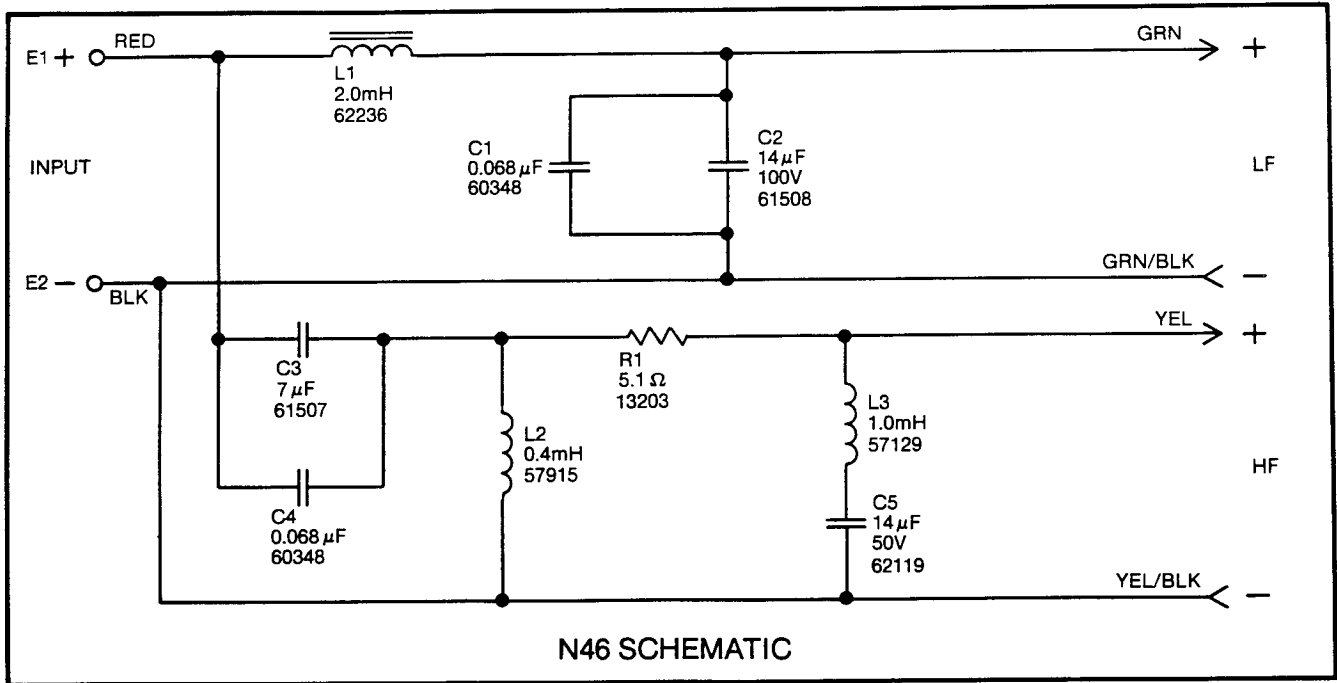 E1 + RED
GRN +
L1
2.0mH
62236
C1
0.068 µF
60348
C2
14 µF
100V
61508
INPUT
LF
E2 − BLK
GRN/BLK −
YEL +
C3
7 µF
61507
R1
5.1 Ω
13203
L2
0.4mH
57915
L3
1.0mH
57129
HF
C4
0.068 µF
60348
C5
14 µF
50V
62119
YEL/BLK −
N46 SCHEMATIC